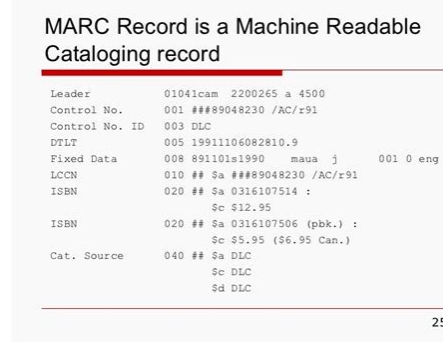 MARC Record is a Machine Readable
Cataloging record
Leader 01041cam 2200265 a 4500
Control No. 001 ###89048230 /AC/r91
Control No. ID 003 DLC
DTLT 005 19911106082810.9
Fixed Data 008 891101s1990 maua j 001 0 eng
LCCN 010 ## $a ###89048230 /AC/r91
ISBN 020 ## $a 0316107514 :
$c $12.95
ISBN 020 ## $a 0316107506 (pbk.) :
$c $5.95 ($6.95 Can.)
Cat. Source 040 ## $a DLC
$c DLC
$d DLC